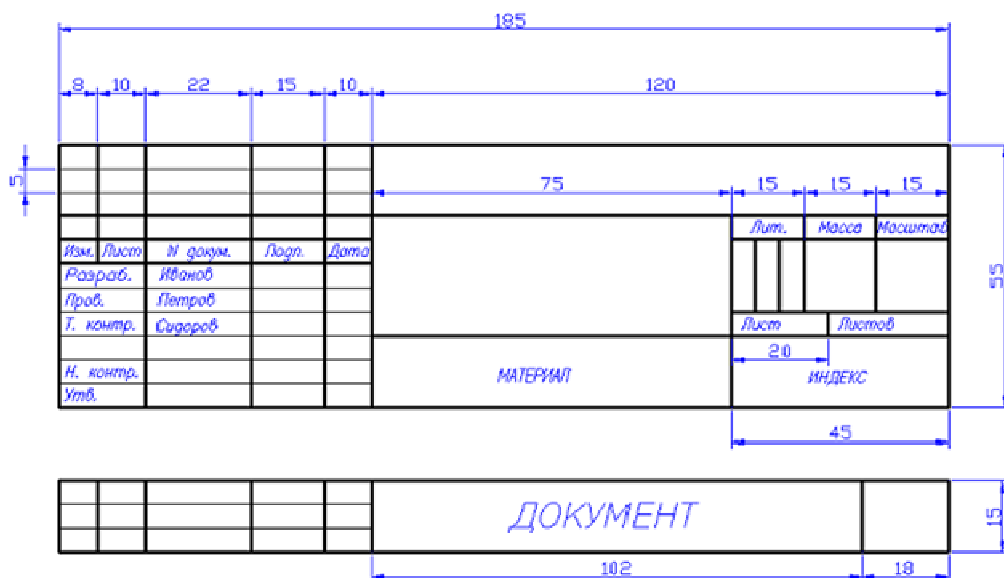 185
8 10 22 15 10 120
5
75 15 15 15
Лит. Масса Масштаб
Изм. Лист N докум. Подп. Дата
55
Разраб. Иванов
Пров. Петров
Т. контр. Сидоров
Лист Листов
20
Н. контр.
МАТЕРИАЛ ИНДЕКС
Утв.
45
ДОКУМЕНТ
15
102 18